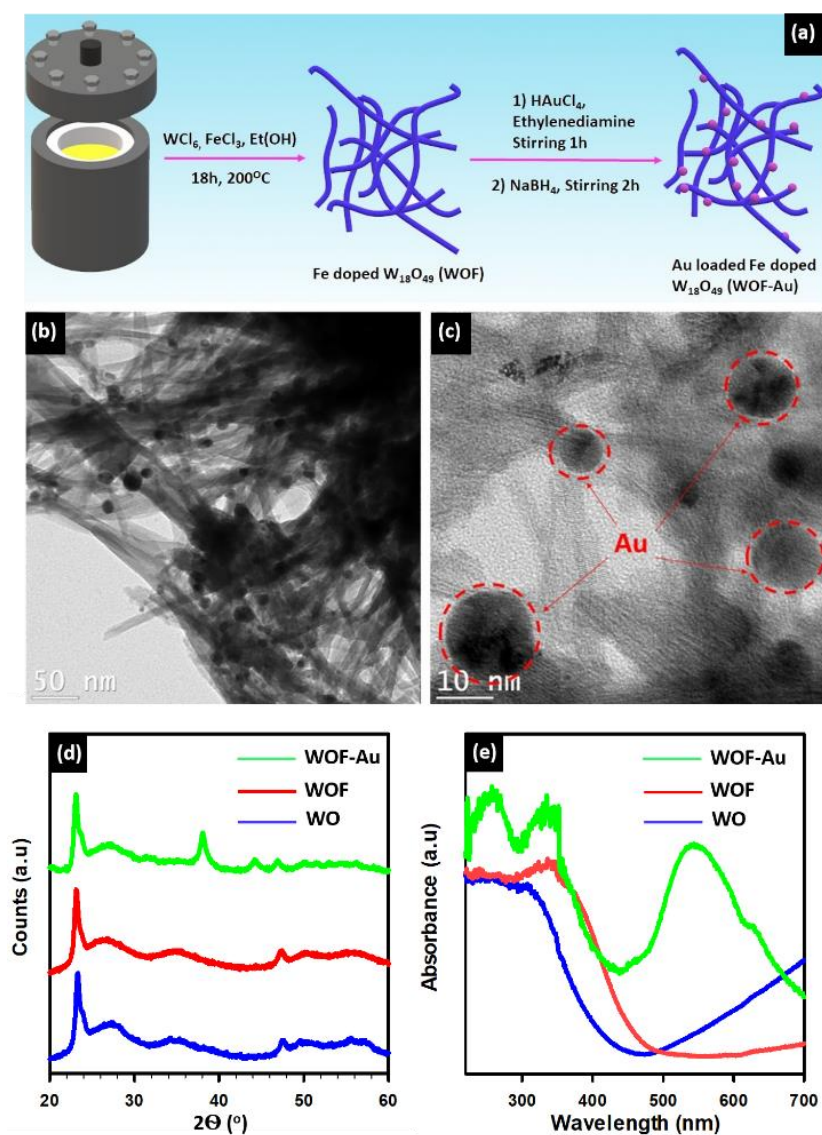 (a)
WCl₆, FeCl₃, Et(OH)
18h, 200⁰C
1) HAuCl₄,
Ethylenediamine
Stirring 1h
2) NaBH₄, Stirring 2h
Fe doped W₁₈O₄₉ (WOF)
Au loaded Fe doped
W₁₈O₄₉ (WOF-Au)
(b)
50 nm
(c)
Au
10 nm
(d)
WOF-Au
WOF
WO
Counts (a.u)
20 30 40 50 60
2Θ (°)
(e)
WOF-Au
WOF
WO
Absorbance (a.u)
300 400 500 600 700
Wavelength (nm)